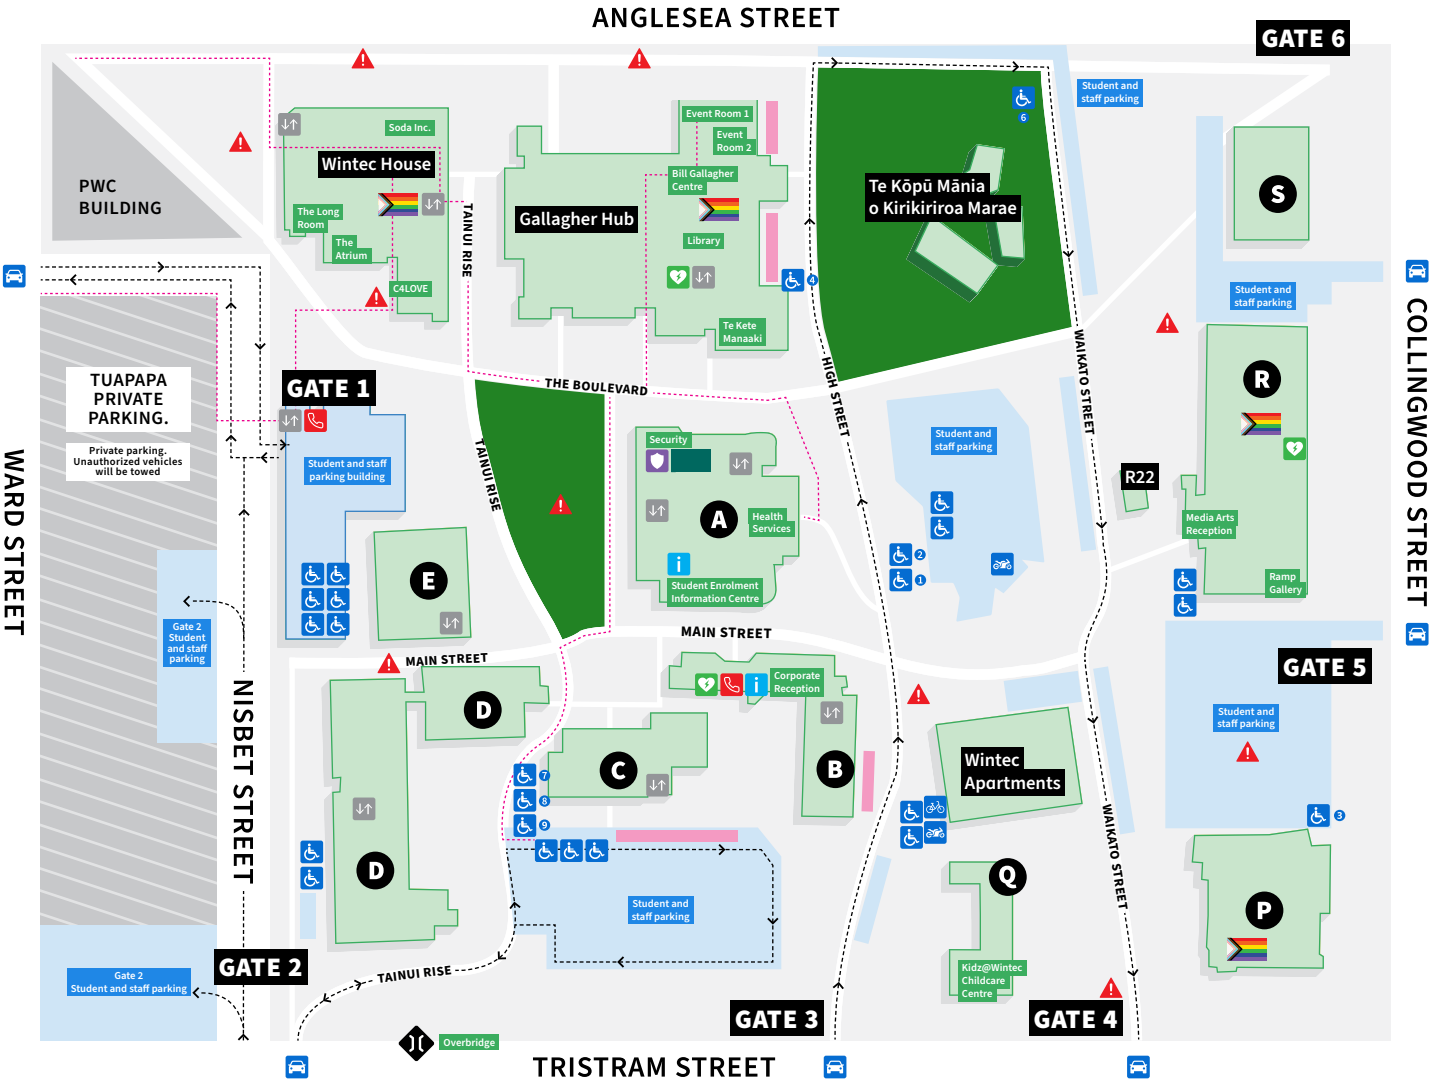 ANGLESEA STREET
GATE 6
Student and
staff parking
6
Event Room 1
Soda Inc.
Event
Room 2
Wintec House
Bill Gallagher
Centre
PWC
BUILDING
Te Kōpū Mānia
o Kirikiriroa Marae
S
The Long
Room
Gallagher Hub
TAINUI RISE
The
Atrium
Library
4
C4LOVE
Student and
staff parking
Te Kete
Manaaki
COLLINGWOOD STREET
TUAPAPA
PRIVATE
PARKING.
GATE 1
THE BOULEVARD
HIGH STREET
WAIKATO STREET
R
Private parking.
Unauthorized vehicles
will be towed
Student and staff
parking building
TAINUI RISE
Security
Student and
staff parking
R22
WARD STREET
A
Health
Services
Media Arts
Reception
2
1
E
Student Enrolment
Information Centre
Ramp
Gallery
Gate 2
Student
and staff
parking
MAIN STREET
MAIN STREET
GATE 5
Corporate
Reception
NISBET STREET
D
Student and
staff parking
C
B
Wintec
Apartments
7
8
9
3
WAIKATO STREET
D
Q
P
Student and
staff parking
GATE 2
TAINUI RISE
Kidz@Wintec
Childcare
Centre
Gate 2
Student and staff parking
GATE 3
GATE 4
Overbridge
TRISTRAM STREET